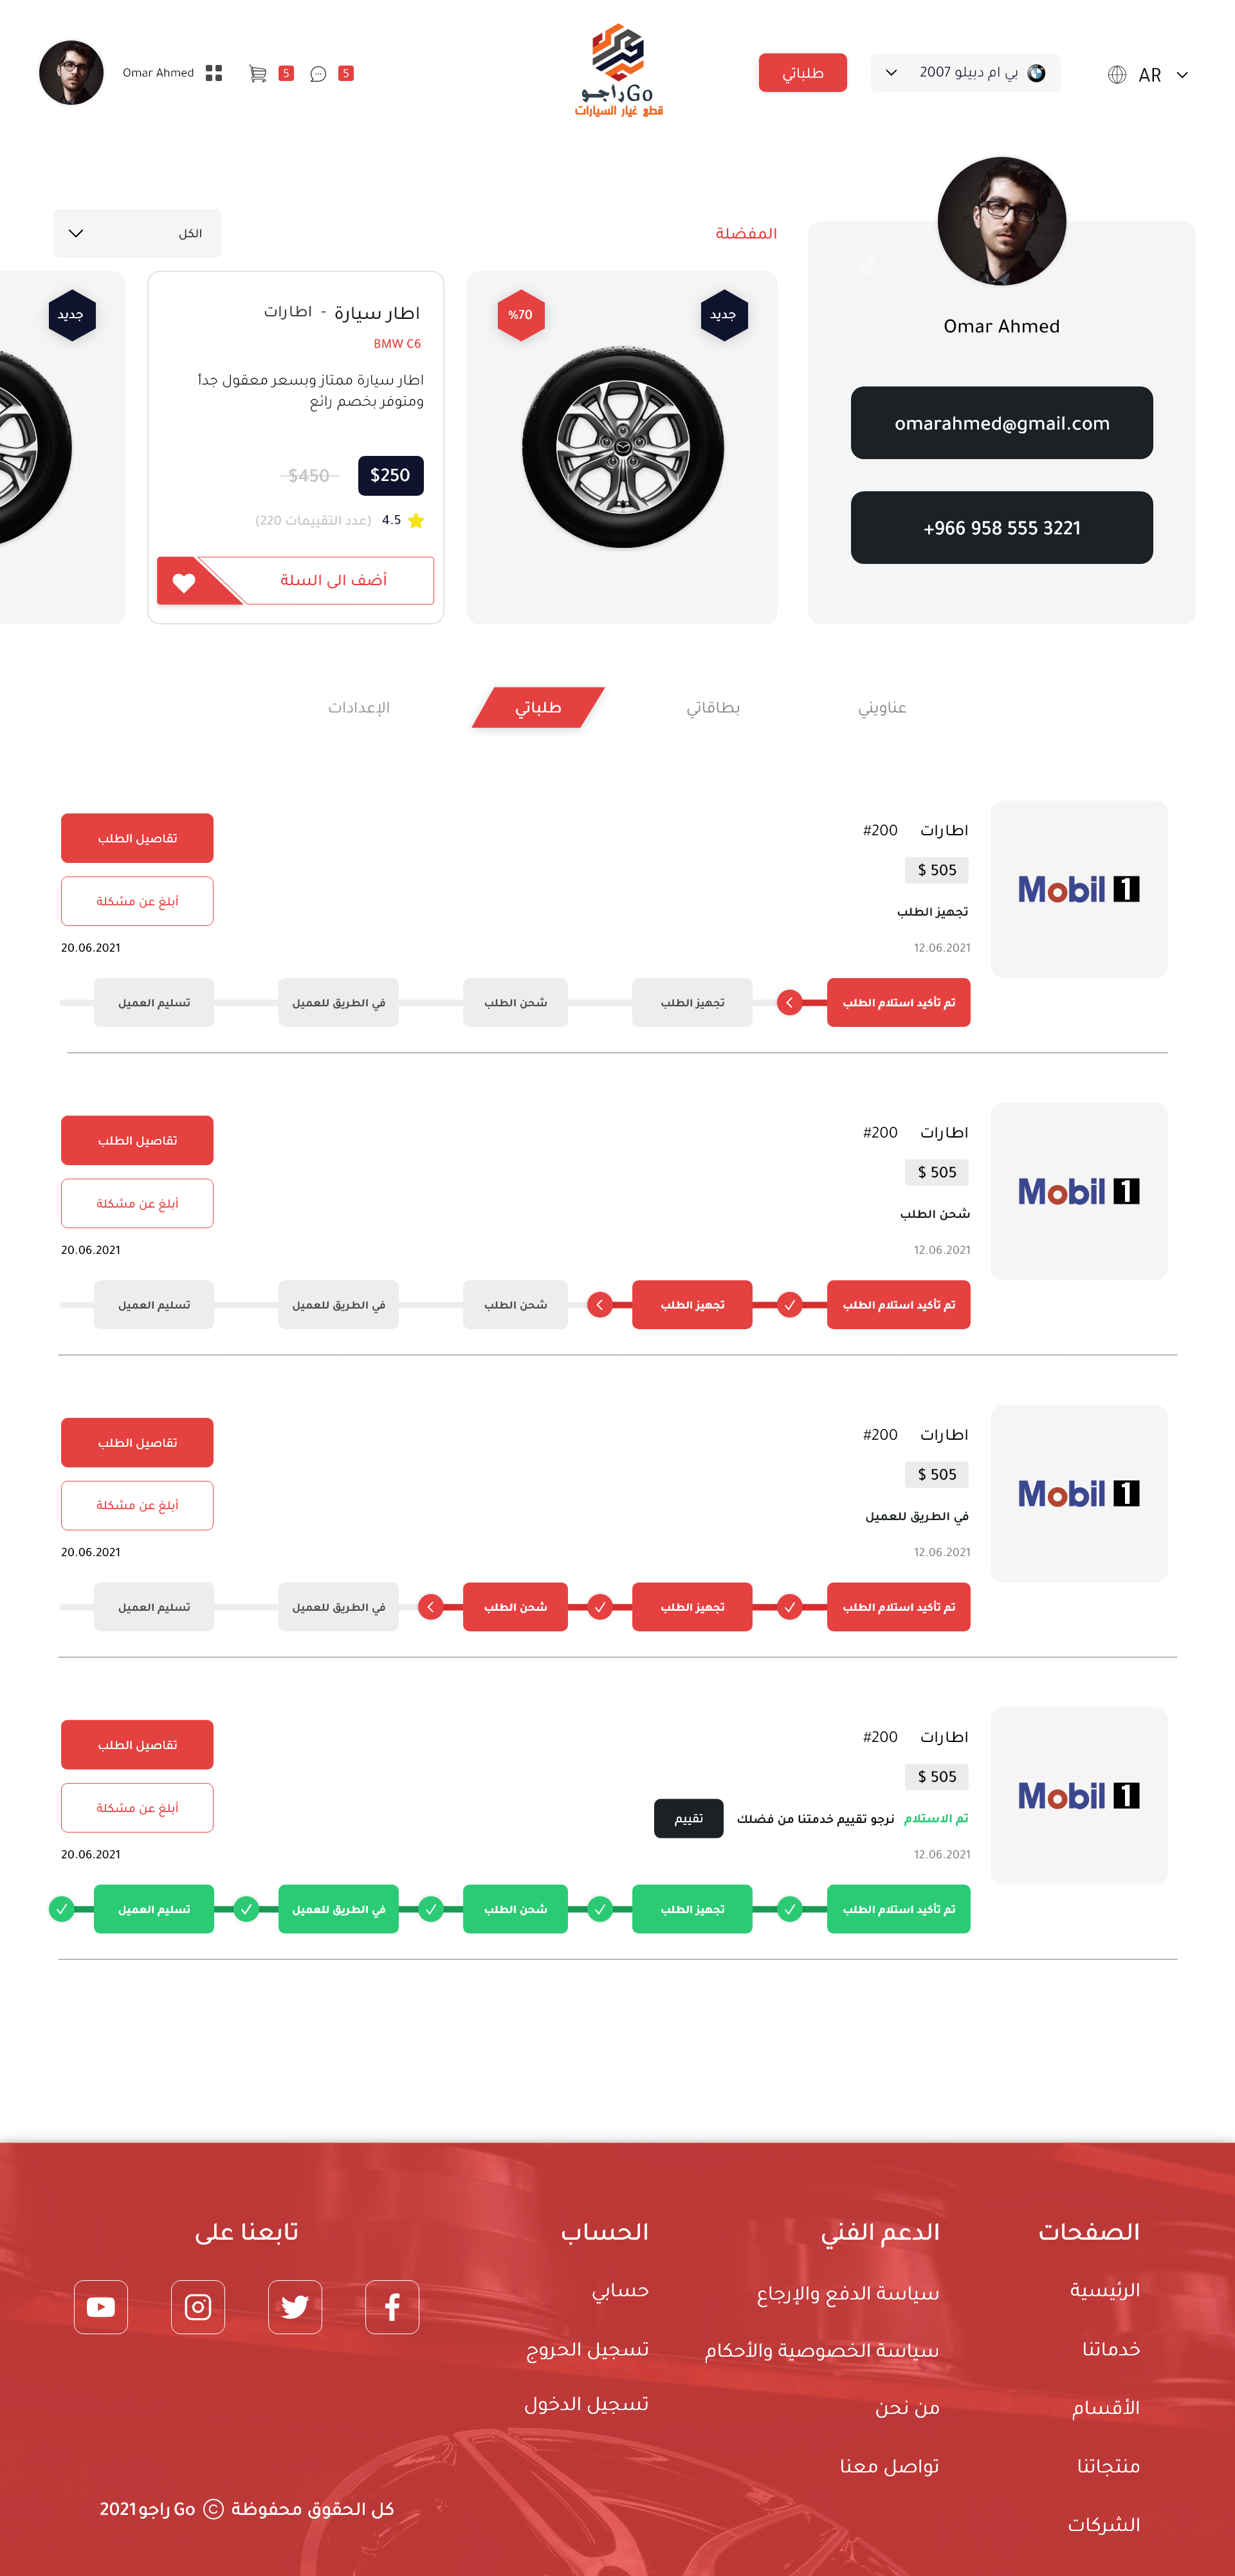 AR
بي ام دبيلو 2007
طلباتي
Goراجـو
قطع غيار السيارات
5
5
Omar Ahmed
Omar Ahmed
omarahmed@gmail.com
+966 958 555 3221
المفضلة
الكل
جديد
%70
اطار سيارة - اطارات
BMW C6
اطار سيارة ممتاز وبسعر معقول جداً
ومتوفر بخصم رائع
$250 $450
4.5 (عدد التقييمات 220)
أضف الى السلة
جديد
عناويني
بطاقاتي
طلباتي
الإعدادات
Mobil 1
اطارات #200
$ 505
تجهيز الطلب
12.06.2021
تقاصيل الطلب
أبلغ عن مشكلة
20.06.2021
تم تأكيد استلام الطلب
تجهيز الطلب
شحن الطلب
في الطريق للعميل
تسليم العميل
Mobil 1
اطارات #200
$ 505
شحن الطلب
12.06.2021
تقاصيل الطلب
أبلغ عن مشكلة
20.06.2021
تم تأكيد استلام الطلب
تجهيز الطلب
شحن الطلب
في الطريق للعميل
تسليم العميل
Mobil 1
اطارات #200
$ 505
في الطريق للعميل
12.06.2021
تقاصيل الطلب
أبلغ عن مشكلة
20.06.2021
تم تأكيد استلام الطلب
تجهيز الطلب
شحن الطلب
في الطريق للعميل
تسليم العميل
Mobil 1
اطارات #200
$ 505
تم الاستلام نرجو تقييم خدمتنا من فضلك
تقييم
12.06.2021
تقاصيل الطلب
أبلغ عن مشكلة
20.06.2021
تم تأكيد استلام الطلب
تجهيز الطلب
شحن الطلب
في الطريق للعميل
تسليم العميل
الصفحات
الرئيسية
خدماتنا
الأقسام
منتجاتنا
الشركات
الدعم الفني
سياسة الدفع والإرجاع
سياسة الخصوصية والأحكام
من نحن
تواصل معنا
الحساب
حسابي
تسجيل الحروج
تسجيل الدخول
تابعنا على
كل الحقوق محفوظة © Go راجو2021